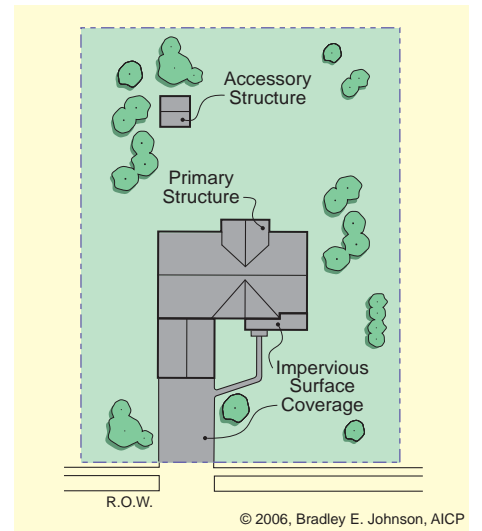 Accessory
Structure
Primary
Structure
Impervious
Surface
Coverage
R.O.W.
© 2006, Bradley E. Johnson, AICP